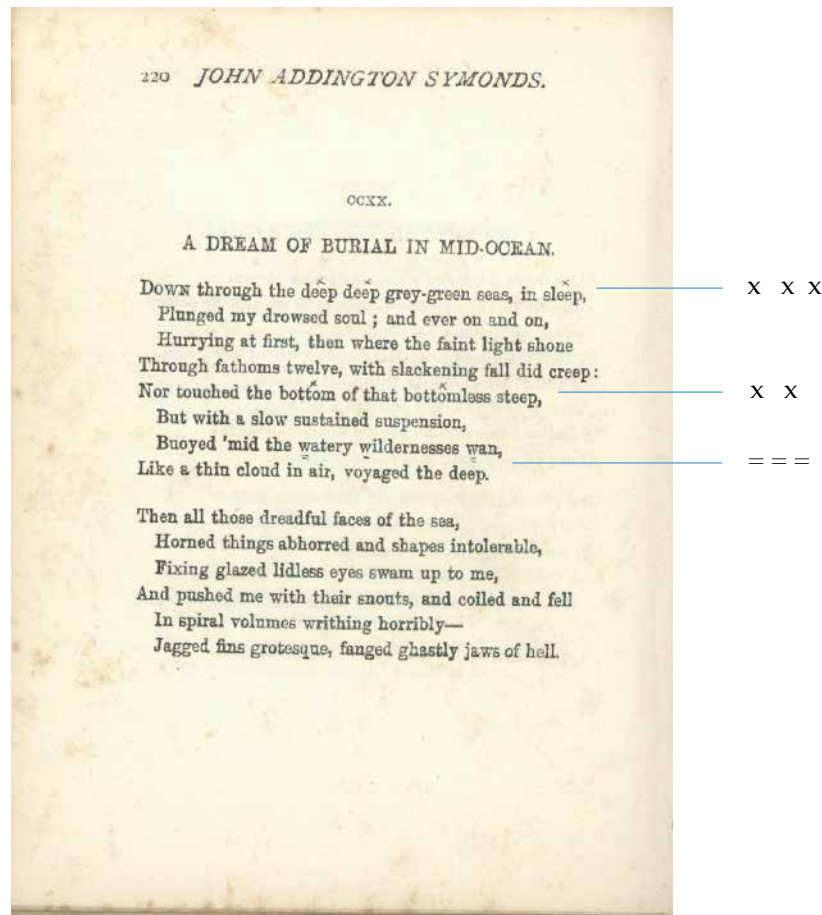 220 JOHN ADDINGTON SYMONDS.
CCXX.
A DREAM OF BURIAL IN MID-OCEAN.
DOWN through the deep deep grey-green seas, in sleep,
x x x
Plunged my drowsed soul ; and ever on and on,
Hurrying at first, then where the faint light shone
Through fathoms twelve, with slackening fall did creep :
Nor touched the bottom of that bottomless steep,
x x
But with a slow sustained suspension,
Buoyed 'mid the watery wildernesses wan,
= = =
Like a thin cloud in air, voyaged the deep.
Then all those dreadful faces of the sea,
Horned things abhorred and shapes intolerable,
Fixing glazed lidless eyes swam up to me,
And pushed me with their snouts, and coiled and fell
In spiral volumes writhing horribly—
Jagged fins grotesque, fanged ghastly jaws of hell.